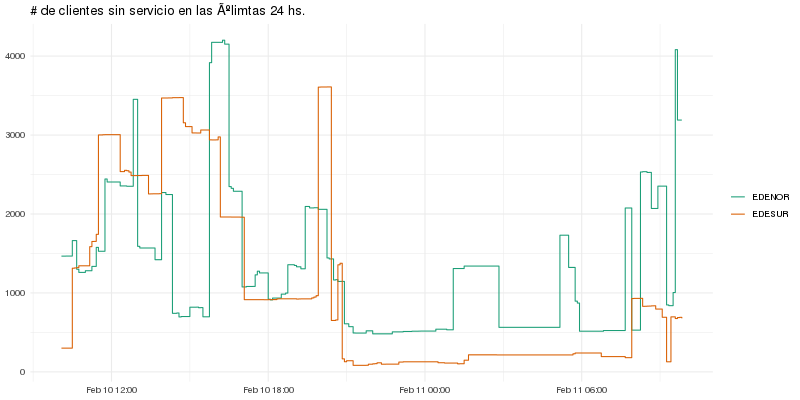 # de clientes sin servicio en las Ãºlimtas 24 hs.
4000
3000
2000
1000
0
Feb 10 12:00
Feb 10 18:00
Feb 11 00:00
Feb 11 06:00
EDENOR
EDESUR